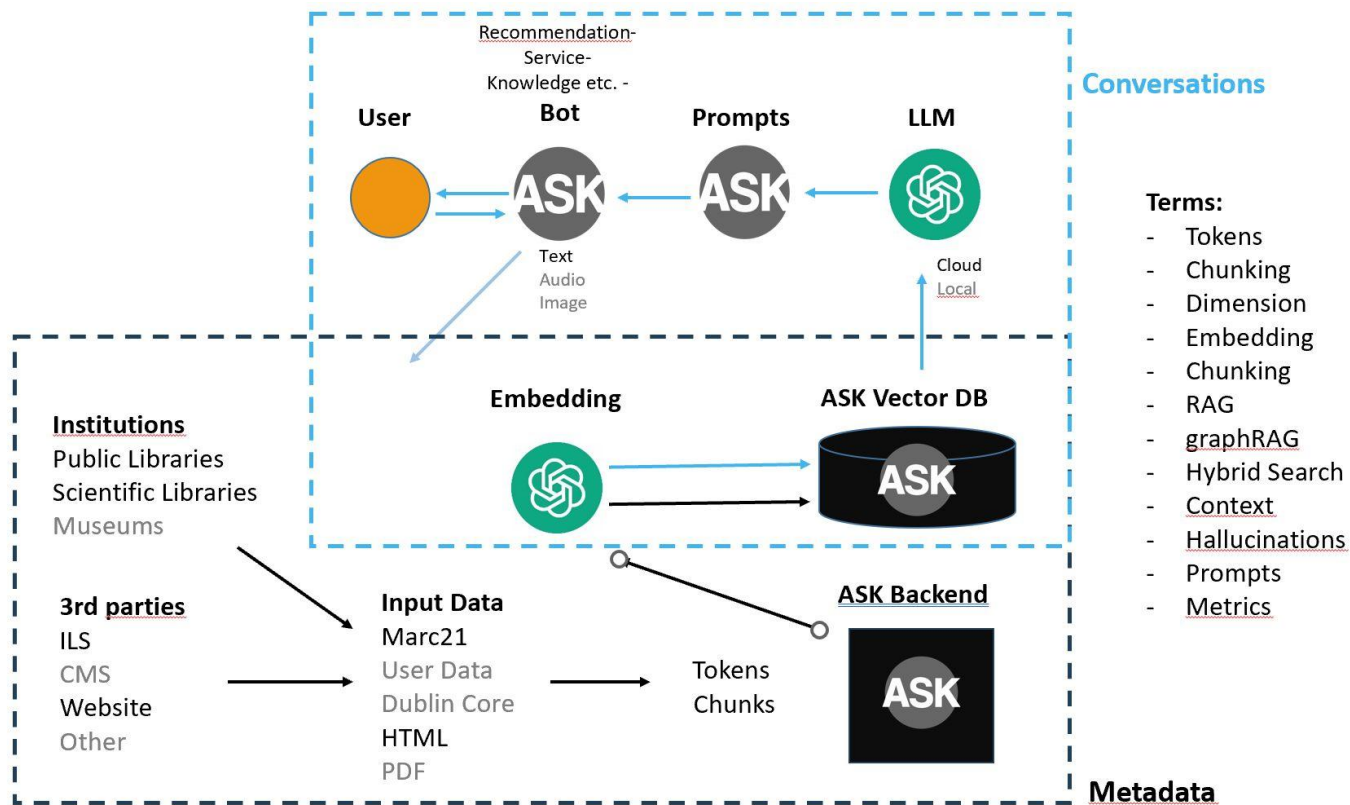 Recommendation-
Service-
Knowledge etc. -
Conversations
User
Bot
Prompts
LLM
ASK
ASK
Text
Audio
Image
Cloud
Local
Terms:
- Tokens
- Chunking
- Dimension
- Embedding
- Chunking
- RAG
- graphRAG
- Hybrid Search
- Context
- Hallucinations
- Prompts
- Metrics
Embedding
ASK Vector DB
ASK
Institutions
Public Libraries
Scientific Libraries
Museums
3rd parties
ILS
CMS
Website
Other
Input Data
Marc21
User Data
Dublin Core
HTML
PDF
Tokens
Chunks
ASK Backend
ASK
Metadata